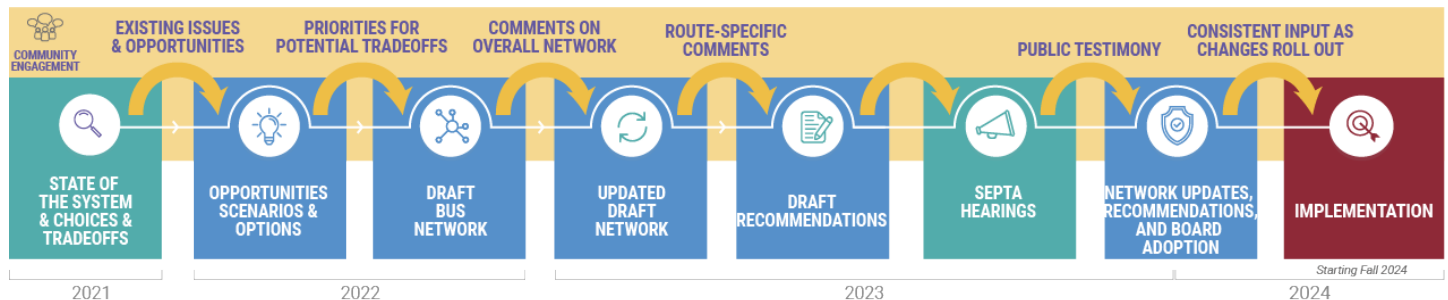 COMMUNITY
ENGAGEMENT
EXISTING ISSUES
& OPPORTUNITIES
PRIORITIES FOR
POTENTIAL TRADEOFFS
COMMENTS ON
OVERALL NETWORK
ROUTE-SPECIFIC
COMMENTS
PUBLIC TESTIMONY
CONSISTENT INPUT AS
CHANGES ROLL OUT
STATE OF
THE SYSTEM
& CHOICES &
TRADEOFFS
OPPORTUNITIES
SCENARIOS &
OPTIONS
DRAFT
BUS
NETWORK
UPDATED
DRAFT
NETWORK
DRAFT
RECOMMENDATIONS
SEPTA
HEARINGS
NETWORK UPDATES,
RECOMMENDATIONS,
AND BOARD
ADOPTION
IMPLEMENTATION
Starting Fall 2024
2021
2022
2023
2024